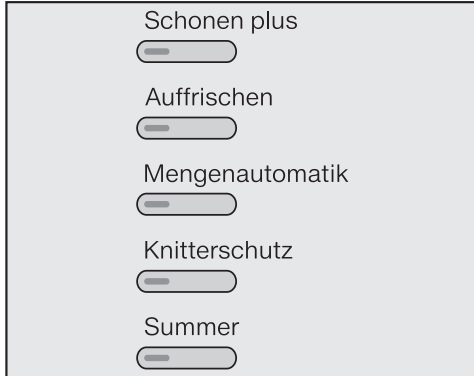 Schonen plus
Auffrischen
Mengenautomatik
Knitterschutz
Summer